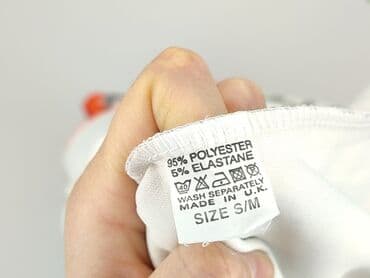 95% POLYESTER
5% ELASTANE
WASH SEPARATELY
MADE IN U.K.
SIZE S/M